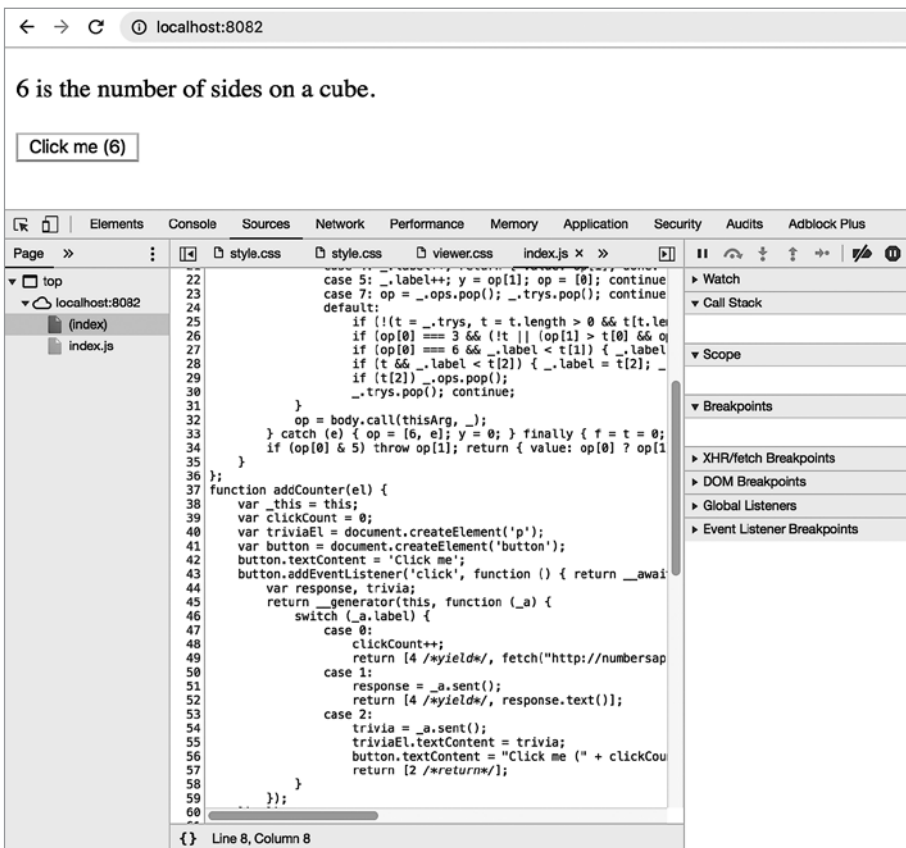 localhost:8082
6 is the number of sides on a cube.
Click me (6)
Elements Console Sources Network Performance Memory Application Security Audits Adblock Plus
Page » style.css style.css viewer.css index.js × »
top
localhost:8082
(index)
index.js
22 case 5: _.label++; y = op[1]; op = [0]; continue
23 case 7: op = _.ops.pop(); _.trys.pop(); continue
24 default:
25 if (!(t = _.trys, t = t.length > 0 && t[t.len
26 if (op[0] === 3 && (!t || (op[1] > t[0] && o
27 if (op[0] === 6 && _.label < t[1]) { _.label
28 if (t && _.label < t[2]) { _.label = t[2]; _
29 if (t[2]) _.ops.pop();
30 _.trys.pop(); continue;
31 }
32 op = body.call(thisArg, _);
33 } catch (e) { op = [6, e]; y = 0; } finally { f = t = 0;
34 if (op[0] & 5) throw op[1]; return { value: op[0] ? op[1
35 }
36 };
37 function addCounter(el) {
38 var _this = this;
39 var clickCount = 0;
40 var triviaEl = document.createElement('p');
41 var button = document.createElement('button');
42 button.textContent = 'Click me';
43 button.addEventListener('click', function () { return __awai
44 var response, trivia;
45 return __generator(this, function (_a) {
46 switch (_a.label) {
47 case 0:
48 clickCount++;
49 return [4 /*yield*/, fetch("http://numbersap
50 case 1:
51 response = _a.sent();
52 return [4 /*yield*/, response.text()];
53 case 2:
54 trivia = _a.sent();
55 triviaEl.textContent = trivia;
56 button.textContent = "Click me (" + clickCou
57 return [2 /*return*/];
58 }
59 });
60
{} Line 8, Column 8
Watch
Call Stack
Scope
Breakpoints
XHR/fetch Breakpoints
DOM Breakpoints
Global Listeners
Event Listener Breakpoints